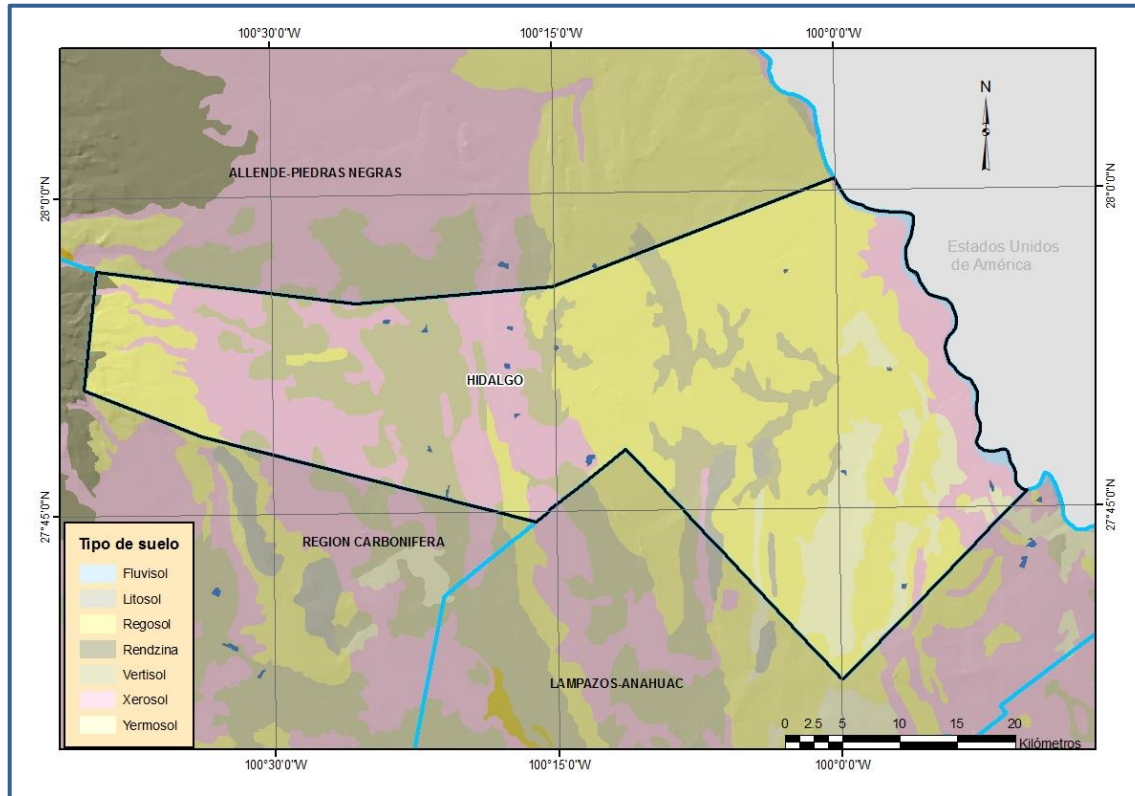 100°30'0"W
100°15'0"W
100°0'0"W
N
ALLENDE-PIEDRAS NEGRAS
28°0'0"N
28°0'0"N
Estados Unidos
de América
HIDALGO
27°45'0"N
27°45'0"N
REGION CARBONIFERA
LAMPAZOS-ANAHUAC
Tipo de suelo
Fluvisol
Litosol
Regosol
Rendzina
Vertisol
Xerosol
Yermosol
0 2.5 5 10 15 20
Kilómetros
100°30'0"W
100°15'0"W
100°0'0"W